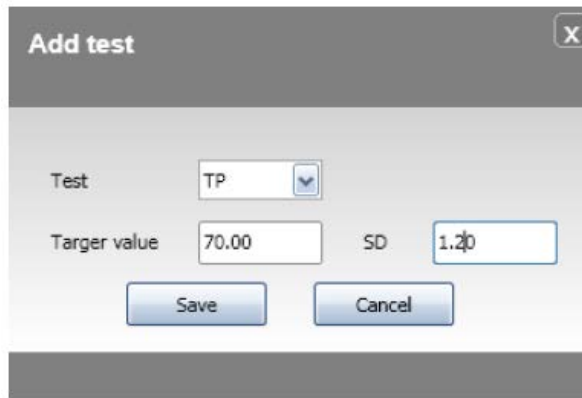 Add test
X
Test TP
Targer value 70.00 SD 1.20
Save Cancel